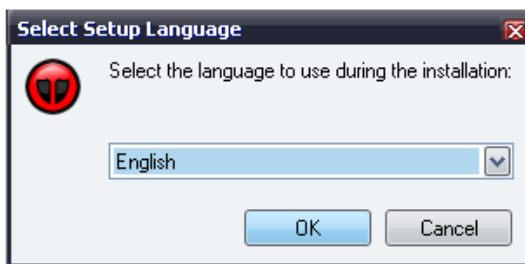 Select Setup Language
Select the language to use during the installation:
English
OK
Cancel